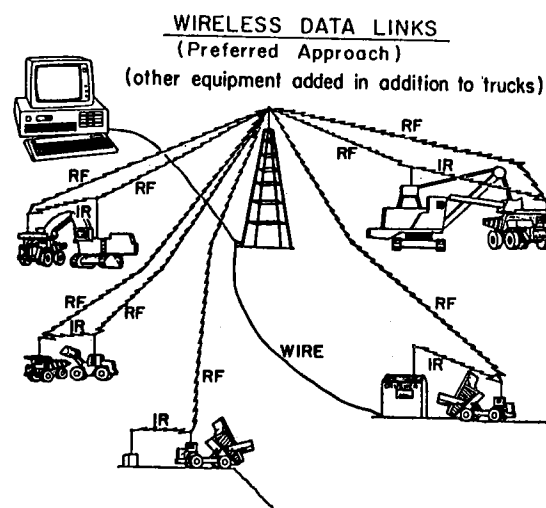 WIRELESS DATA LINKS
(Preferred Approach)
(other equipment added in addition to trucks)
RF
RF
IR
RF
RF
IR
RF
IR
RF
RF
IR
RF
IR
WIRE
RF
IR